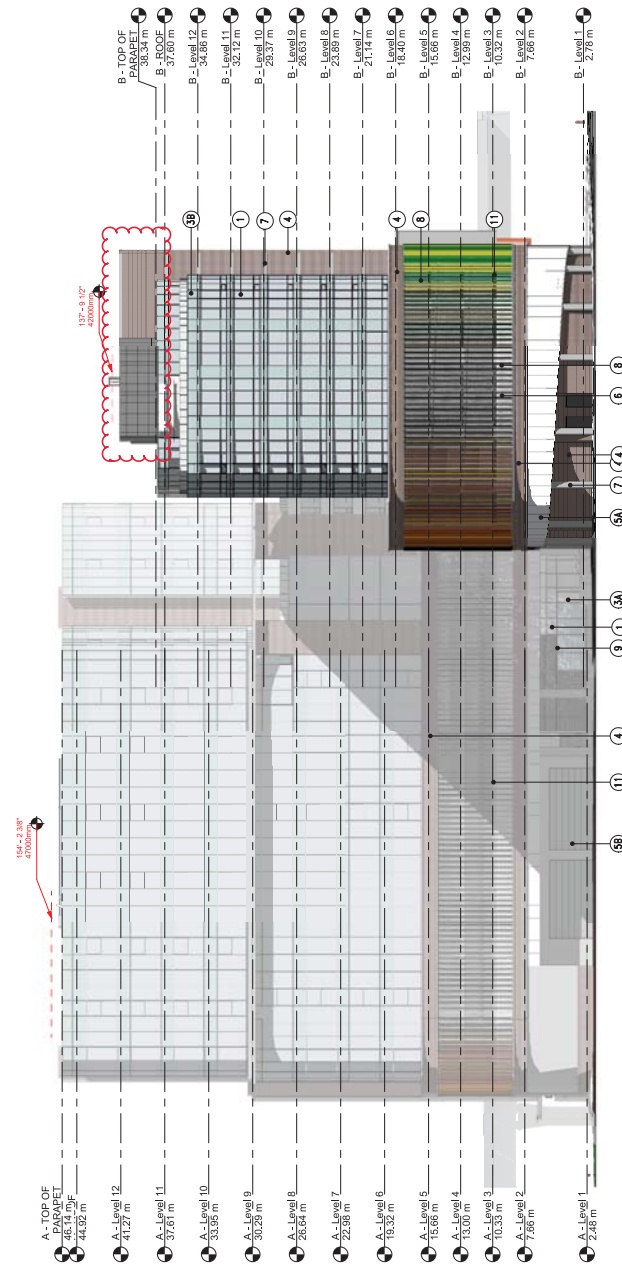 B - TOP OF
PARAPET
38.34 m
B - ROOF
37.60 m
B - Level 12
34.86 m
B - Level 11
32.12 m
B - Level 10
29.37 m
B - Level 9
26.63 m
B - Level 8
23.89 m
B - Level 7
21.14 m
B - Level 6
18.40 m
B - Level 5
15.66 m
B - Level 4
12.99 m
B - Level 3
10.32 m
B - Level 2
7.66 m
B - Level 1
2.78 m
137' - 9 1/2"
42000mm
3B
1
7
4
4
8
11
8
6
4
7
5A
3A
1
9
4
11
5B
154' - 2 3/8"
47000mm
A - TOP OF
PARAPET
46.14 m
44.92 m
A - Level 12
41.27 m
A - Level 11
37.61 m
A - Level 10
33.95 m
A - Level 9
30.29 m
A - Level 8
26.64 m
A - Level 7
22.98 m
A - Level 6
19.32 m
A - Level 5
15.66 m
A - Level 4
13.00 m
A - Level 3
10.33 m
A - Level 2
7.66 m
A - Level 1
2.48 m